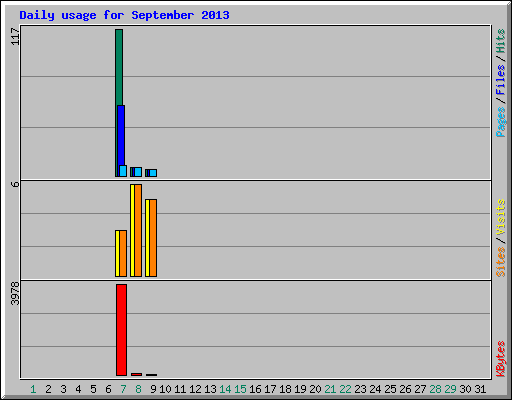 Daily usage for September 2013
117
6
3978
Pages/Files/Hits
Sites/Visits
KBytes
1 2 3 4 5 6 7 8 9 10 11 12 13 14 15 16 17 18 19 20 21 22 23 24 25 26 27 28 29 30 31